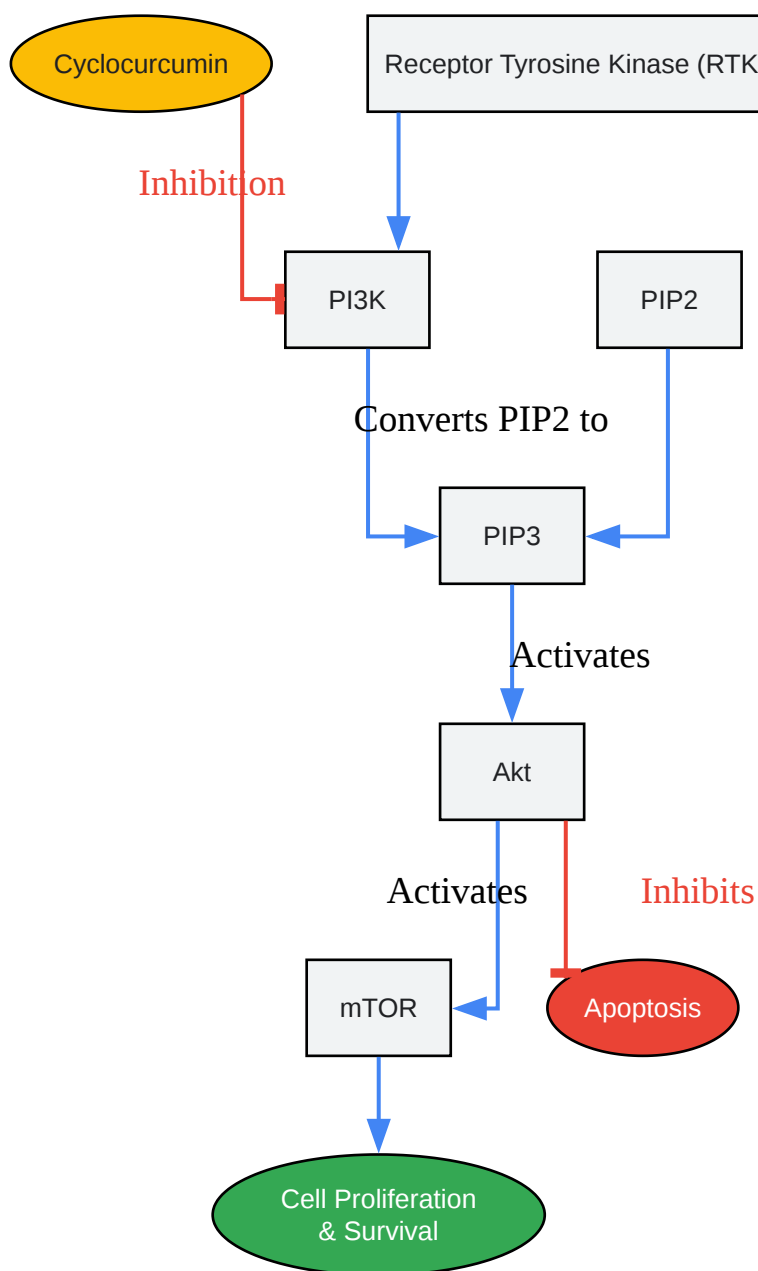 Cyclocurcumin
Receptor Tyrosine Kinase (RTK
Inhibition
PI3K
PIP2
Converts PIP2 to
PIP3
Activates
Akt
Activates
Inhibits
mTOR
Apoptosis
Cell Proliferation
& Survival